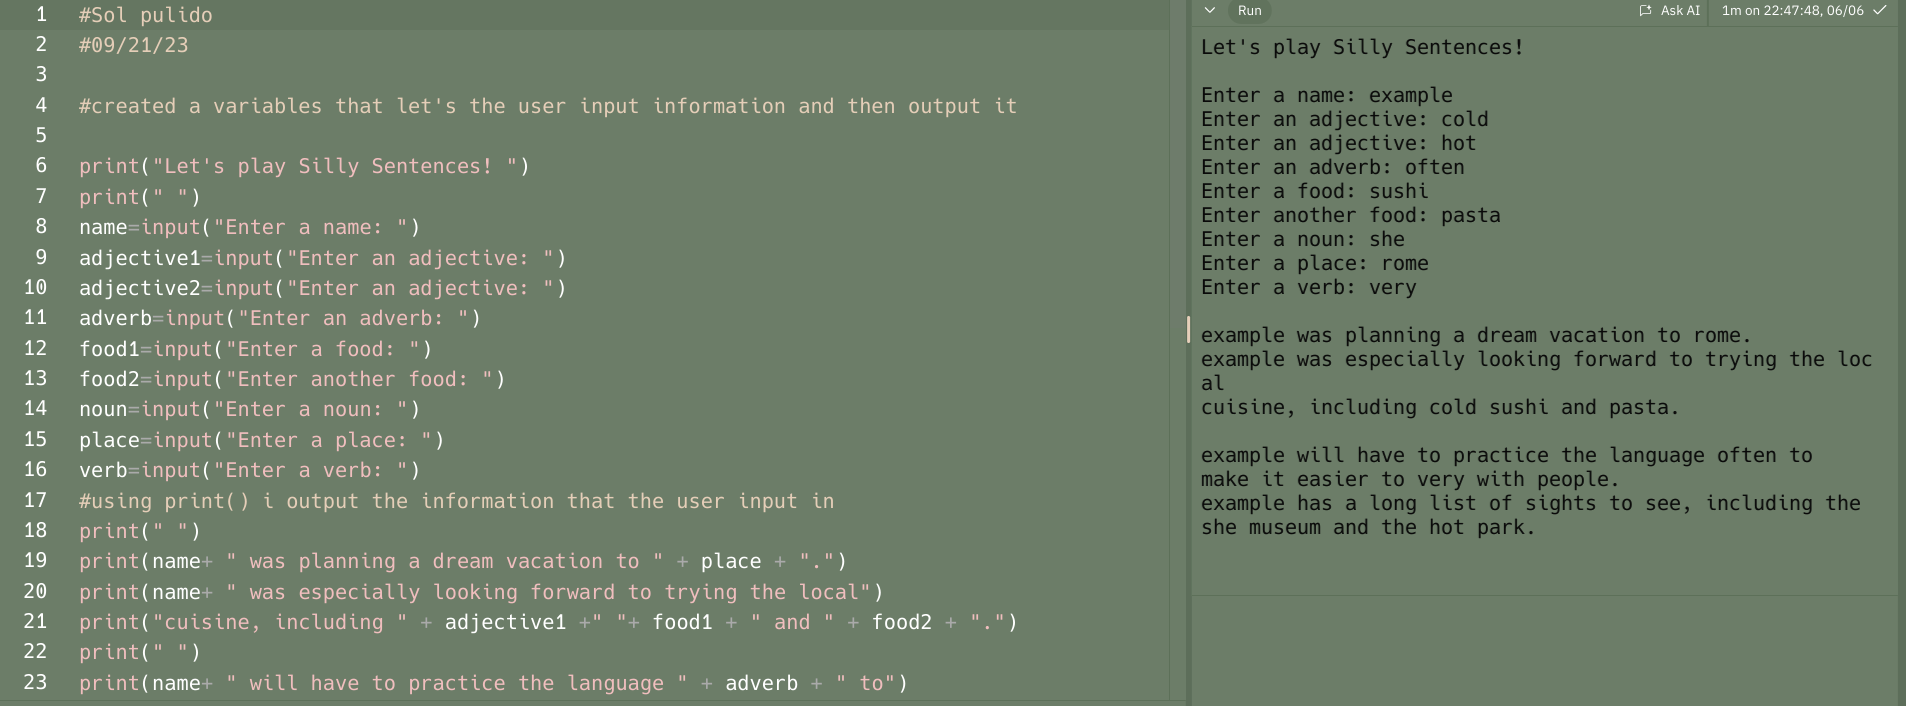 1 #Sol pulido
2 #09/21/23
3
4 #created a variables that let's the user input information and then output it
5
6 print("Let's play Silly Sentences! ")
7 print(" ")
8 name=input("Enter a name: ")
9 adjective1=input("Enter an adjective: ")
10 adjective2=input("Enter an adjective: ")
11 adverb=input("Enter an adverb: ")
12 food1=input("Enter a food: ")
13 food2=input("Enter another food: ")
14 noun=input("Enter a noun: ")
15 place=input("Enter a place: ")
16 verb=input("Enter a verb: ")
17 #using print() i output the information that the user input in
18 print(" ")
19 print(name+ " was planning a dream vacation to " + place + ".")
20 print(name+ " was especially looking forward to trying the local")
21 print("cuisine, including " + adjective1 +" "+ food1 + " and " + food2 + ".")
22 print(" ")
23 print(name+ " will have to practice the language " + adverb + " to")
Run Ask AI 1m on 22:47:48, 06/06
Let's play Silly Sentences!
Enter a name: example
Enter an adjective: cold
Enter an adjective: hot
Enter an adverb: often
Enter a food: sushi
Enter another food: pasta
Enter a noun: she
Enter a place: rome
Enter a verb: very
example was planning a dream vacation to rome.
example was especially looking forward to trying the loc
al
cuisine, including cold sushi and pasta.
example will have to practice the language often to
make it easier to very with people.
example has a long list of sights to see, including the
she museum and the hot park.